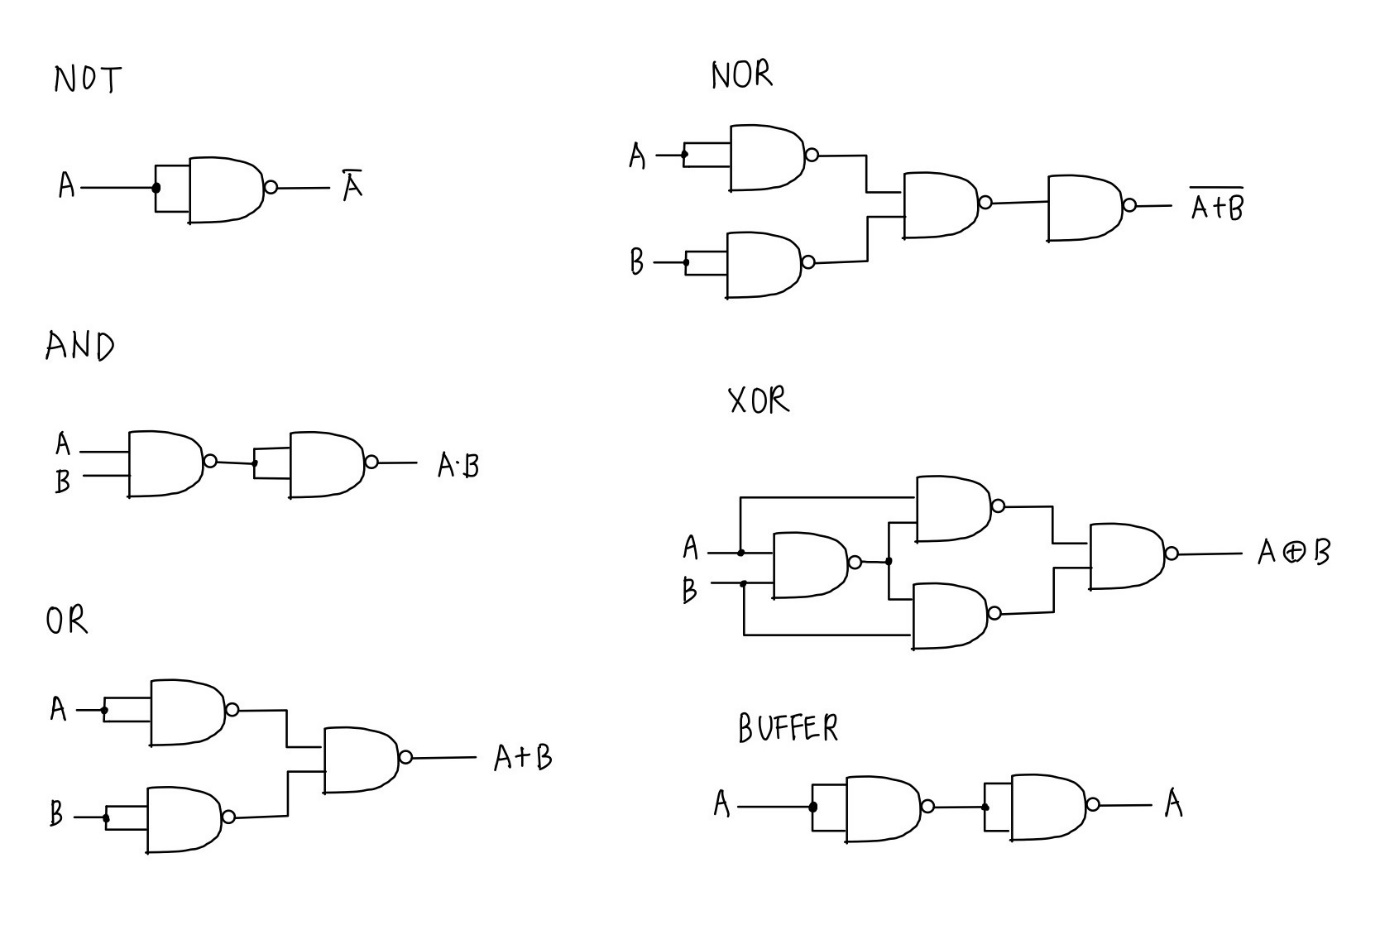 NOT
A
A̅
AND
A
B
A·B
OR
A
B
A+B
NOR
A
B
A̅+̅B̅
XOR
A
B
A⊕B
BUFFER
A
A